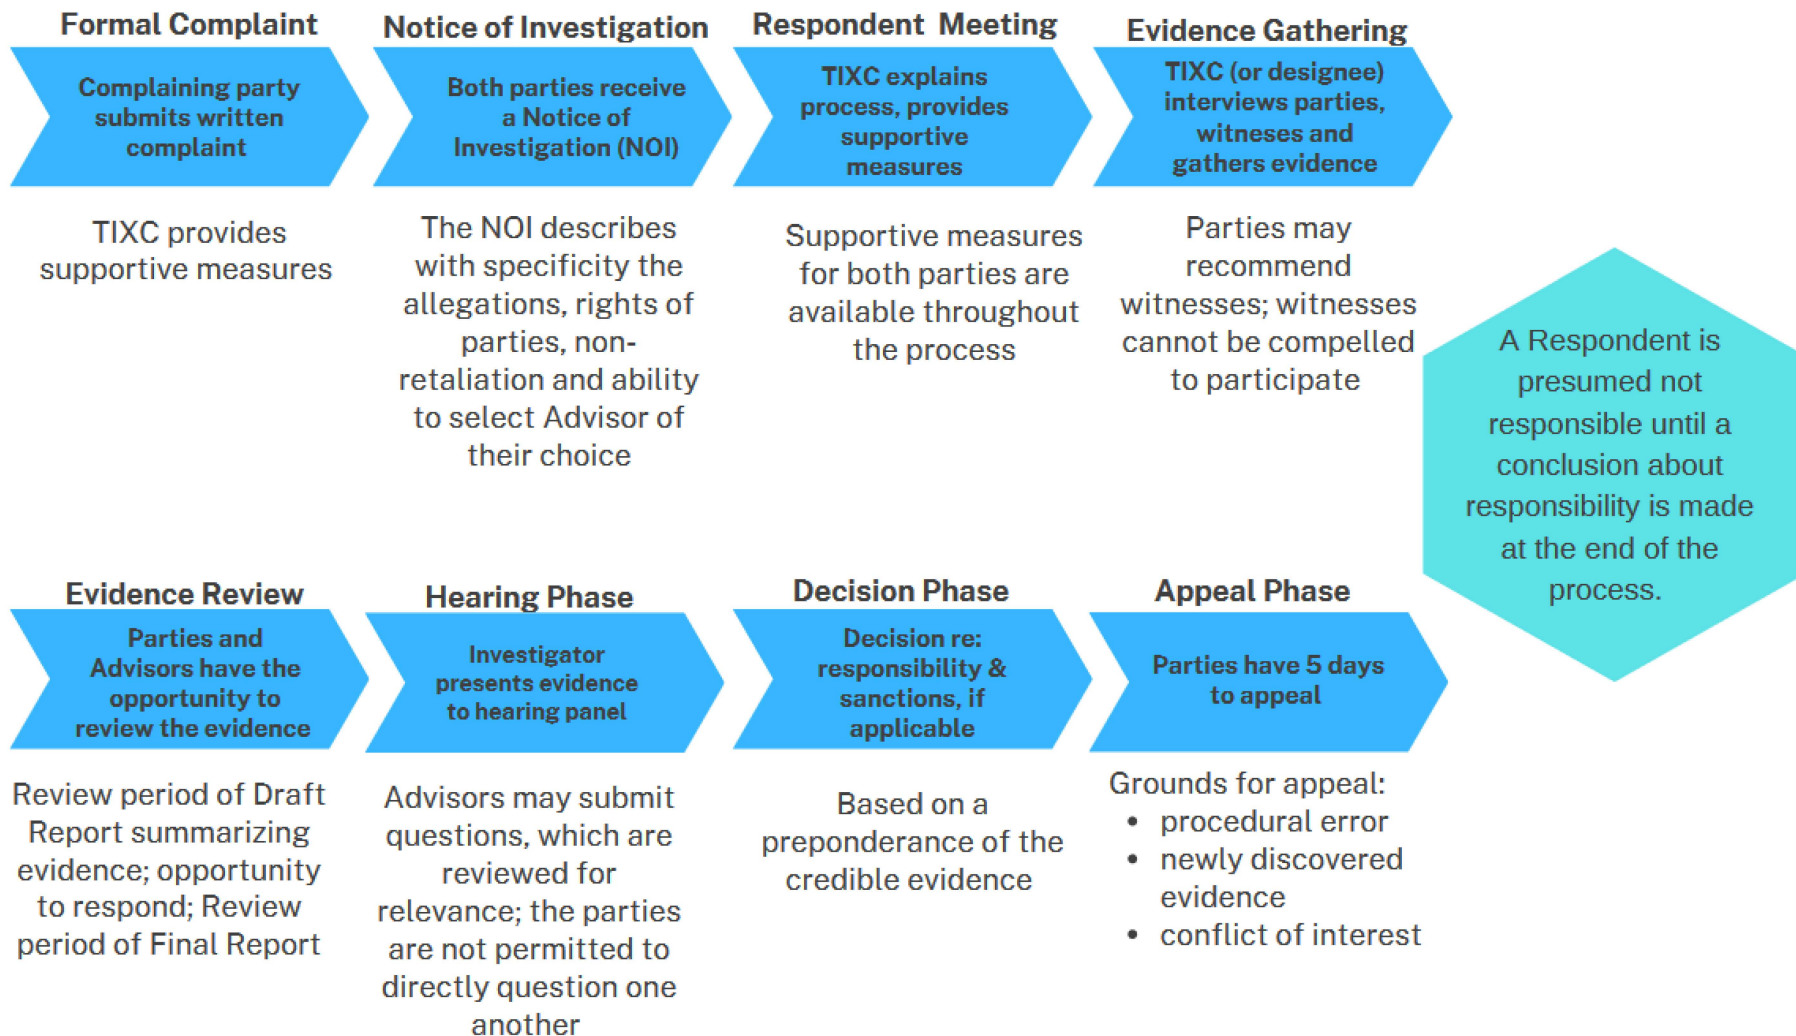 Formal Complaint
Complaining party
submits written
complaint
TIXC provides
supportive measures
Notice of Investigation
Both parties receive
a Notice of
Investigation (NOI)
The NOI describes
with specificity the
allegations, rights of
parties, non-
retaliation and ability
to select Advisor of
their choice
Respondent Meeting
TIXC explains
process, provides
supportive
measures
Supportive measures
for both parties are
available throughout
the process
Evidence Gathering
TIXC (or designee)
interviews parties,
witneses and
gathers evidence
Parties may
recommend
witnesses; witnesses
cannot be compelled
to participate
A Respondent is
presumed not
responsible until a
conclusion about
responsibility is made
at the end of the
process.
Evidence Review
Parties and
Advisors have the
opportunity to
review the evidence
Review period of Draft
Report summarizing
evidence; opportunity
to respond; Review
period of Final Report
Hearing Phase
Investigator
presents evidence
to hearing panel
Advisors may submit
questions, which are
reviewed for
relevance; the parties
are not permitted to
directly question one
another
Decision Phase
Decision re:
responsibility &
sanctions, if
applicable
Based on a
preponderance of the
credible evidence
Appeal Phase
Parties have 5 days
to appeal
Grounds for appeal:
• procedural error
• newly discovered
evidence
• conflict of interest